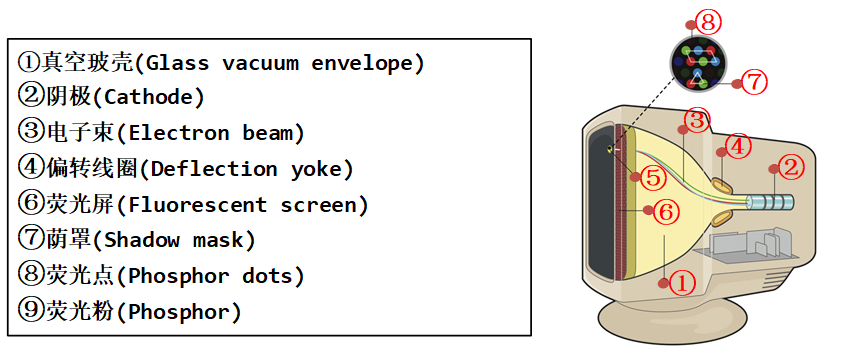 ①真空玻壳(Glass vacuum envelope)
②阴极(Cathode)
③电子束(Electron beam)
④偏转线圈(Deflection yoke)
⑥荧光屏(Fluorescent screen)
⑦荫罩(Shadow mask)
⑧荧光点(Phosphor dots)
⑨荧光粉(Phosphor)
⑧
⑦
③
④
②
⑤
⑥
①